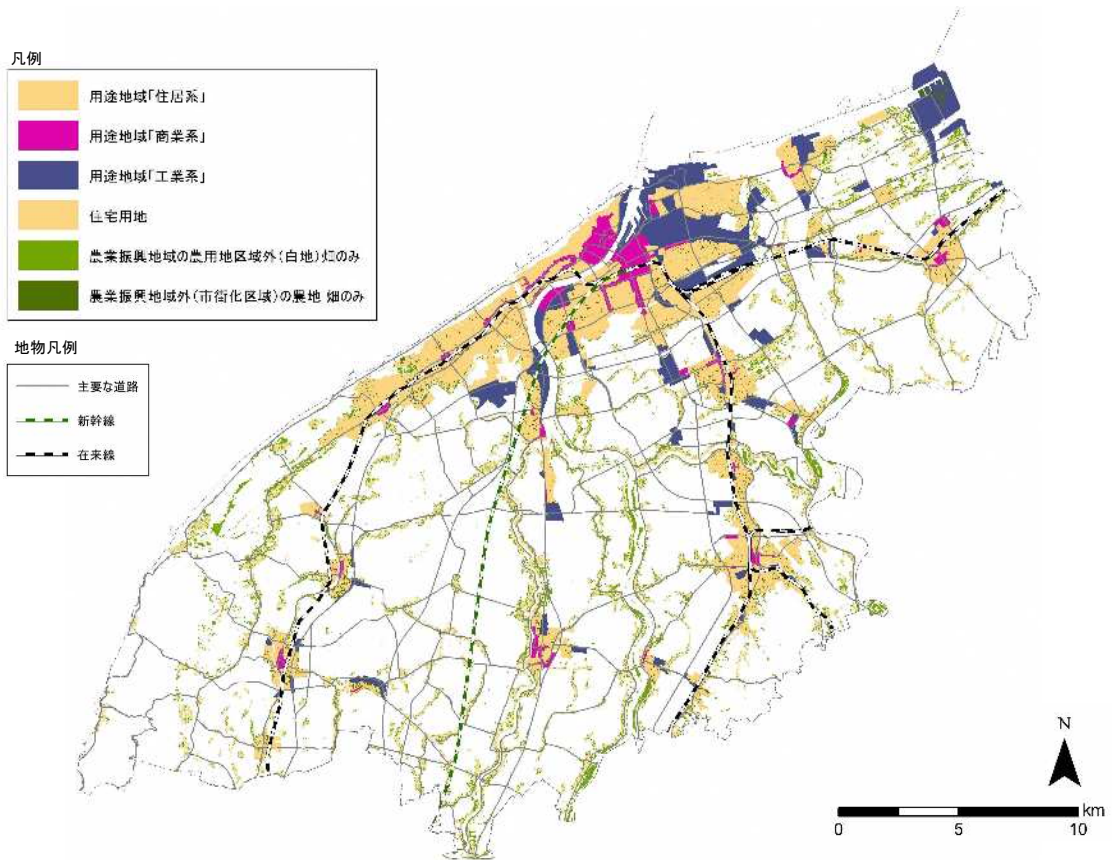 凡例
用途地域「住居系」
用途地域「商業系」
用途地域「工業系」
住宅用地
農業振興地域の農用地区域外(白地)畑のみ
農業振興地域外(市街化区域)の農地 畑のみ
地物凡例
主要な道路
新幹線
在来線
N
km
0 5 10